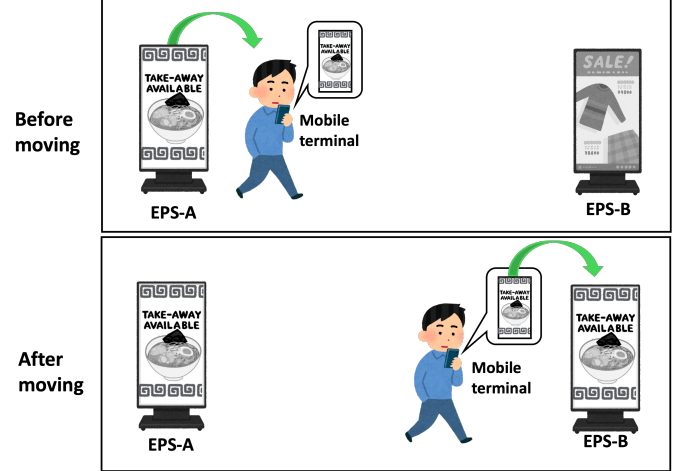 Before
moving
TAKE-AWAY
AVAILABLE
EPS-A
TAKE-AWAY
AVAILABLE
Mobile
terminal
SALE!
EPS-B
After
moving
TAKE-AWAY
AVAILABLE
EPS-A
TAKE-AWAY
AVAILABLE
Mobile
terminal
TAKE-AWAY
AVAILABLE
EPS-B